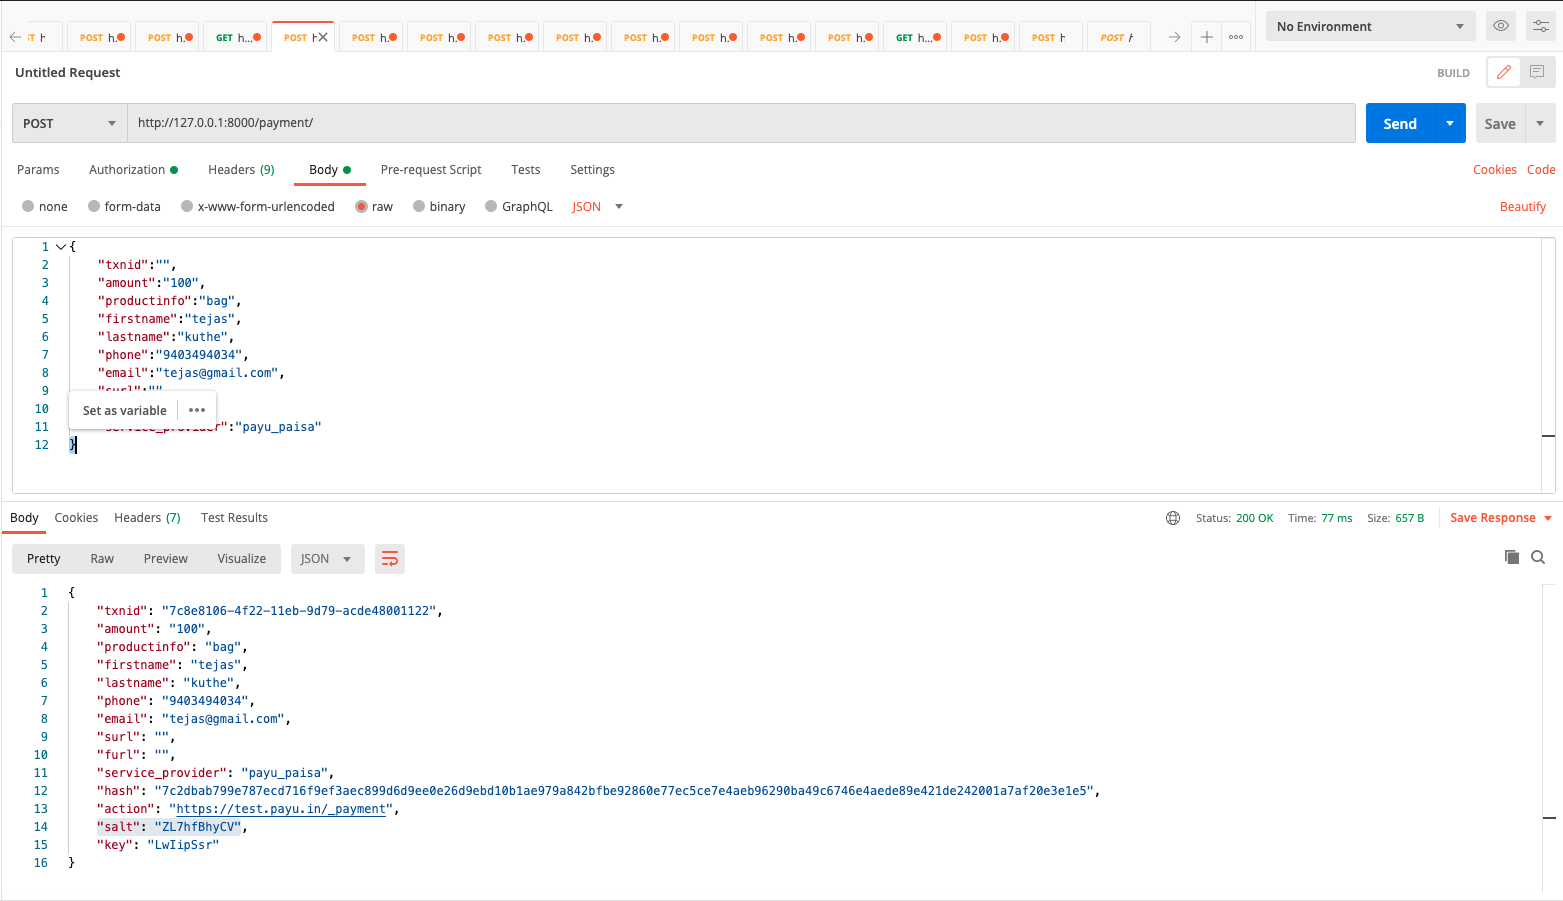 ST h POST h. POST h. GET h... POST h POST h. POST h. POST h. POST h. POST h. POST h. POST h. POST h. GET h... POST h. POST h POST h No Environment
Untitled Request BUILD
POST http://127.0.0.1:8000/payment/ Send Save
Params Authorization Headers (9) Body Pre-request Script Tests Settings Cookies Code
none form-data x-www-form-urlencoded raw binary GraphQL JSON Beautify
1 {
2 "txnid":"",
3 "amount":"100",
4 "productinfo":"bag",
5 "firstname":"tejas",
6 "lastname":"kuthe",
7 "phone":"9403494034",
8 "email":"tejas@gmail.com",
9 "surl":""
10
Set as variable
11 "service_provider":"payu_paisa"
12 }
Body Cookies Headers (7) Test Results Status: 200 OK Time: 77 ms Size: 657 B Save Response
Pretty Raw Preview Visualize JSON
1 {
2 "txnid": "7c8e8106-4f22-11eb-9d79-acde48001122",
3 "amount": "100",
4 "productinfo": "bag",
5 "firstname": "tejas",
6 "lastname": "kuthe",
7 "phone": "9403494034",
8 "email": "tejas@gmail.com",
9 "surl": "",
10 "furl": "",
11 "service_provider": "payu_paisa",
12 "hash": "7c2dbab799e787ecd716f9ef3aec899d6d9ee0e26d9ebd10b1ae979a842bfbe92860e77ec5ce7e4aeb96290ba49c6746e4aede89e421de242001a7af20e3e1e5",
13 "action": "https://test.payu.in/_payment",
14 "salt": "ZL7hfBhyCV",
15 "key": "LwIipSsr"
16 }